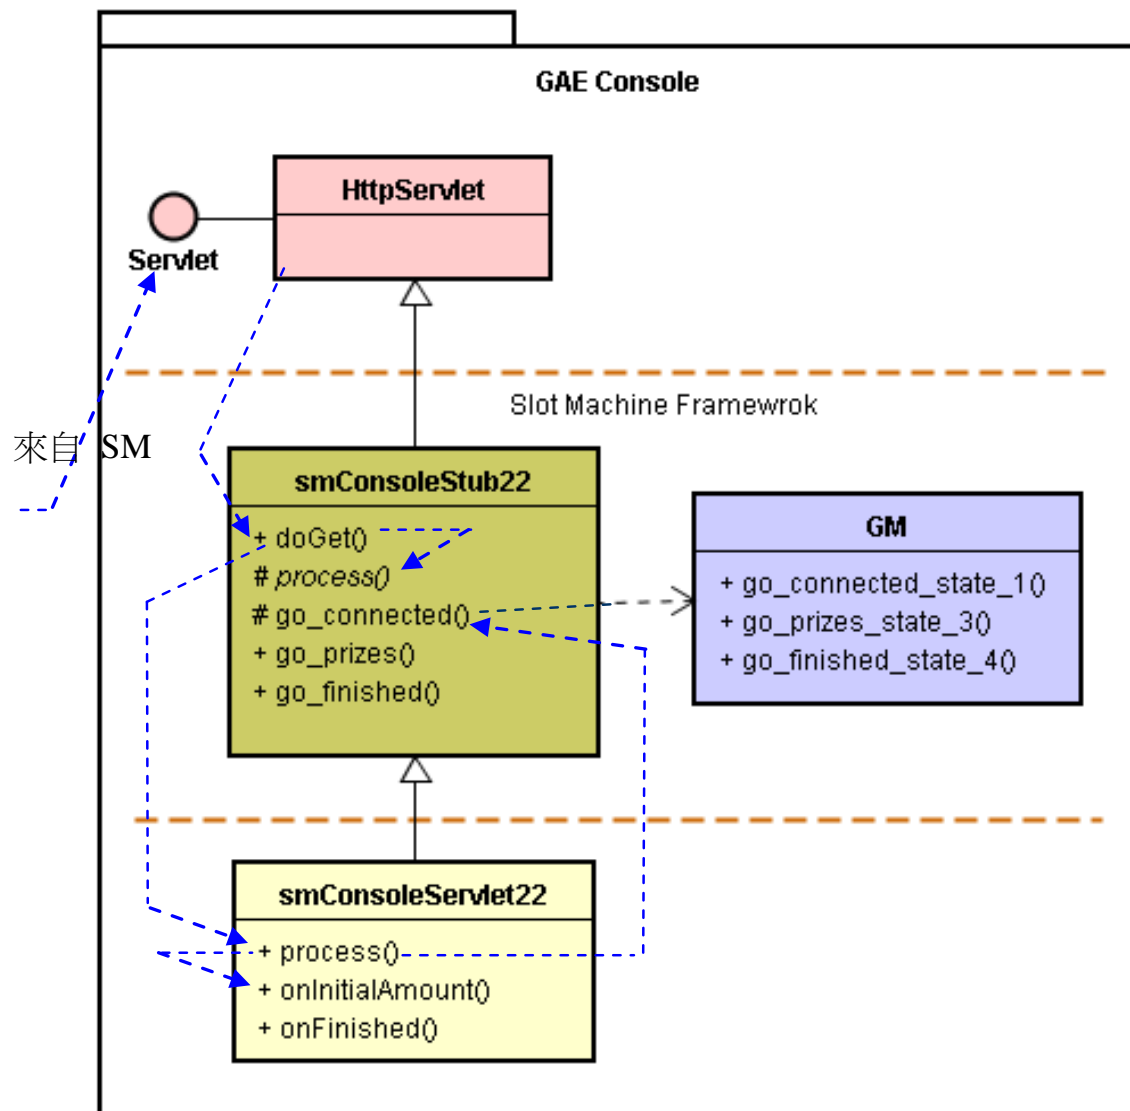 GAE Console
HttpServlet
Servlet
Slot Machine Framewrok
來自 SM
smConsoleStub22
+ doGet()
# process()
# go_connected()
+ go_prizes()
+ go_finished()
GM
+ go_connected_state_1()
+ go_prizes_state_3()
+ go_finished_state_4()
smConsoleServlet22
+ process()
+ onInitialAmount()
+ onFinished()